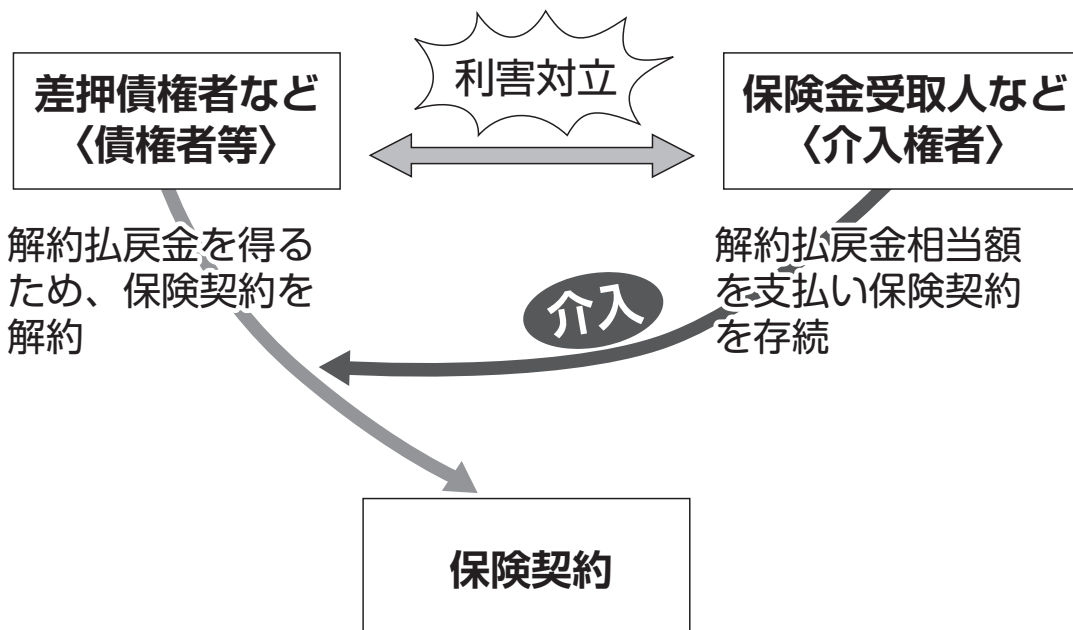 利害対立
差押債権者など
〈債権者等〉
保険金受取人など
〈介入権者〉
解約払戻金を得る
ため、保険契約を
解約
解約払戻金相当額
を支払い保険契約
を存続
介入
保険契約